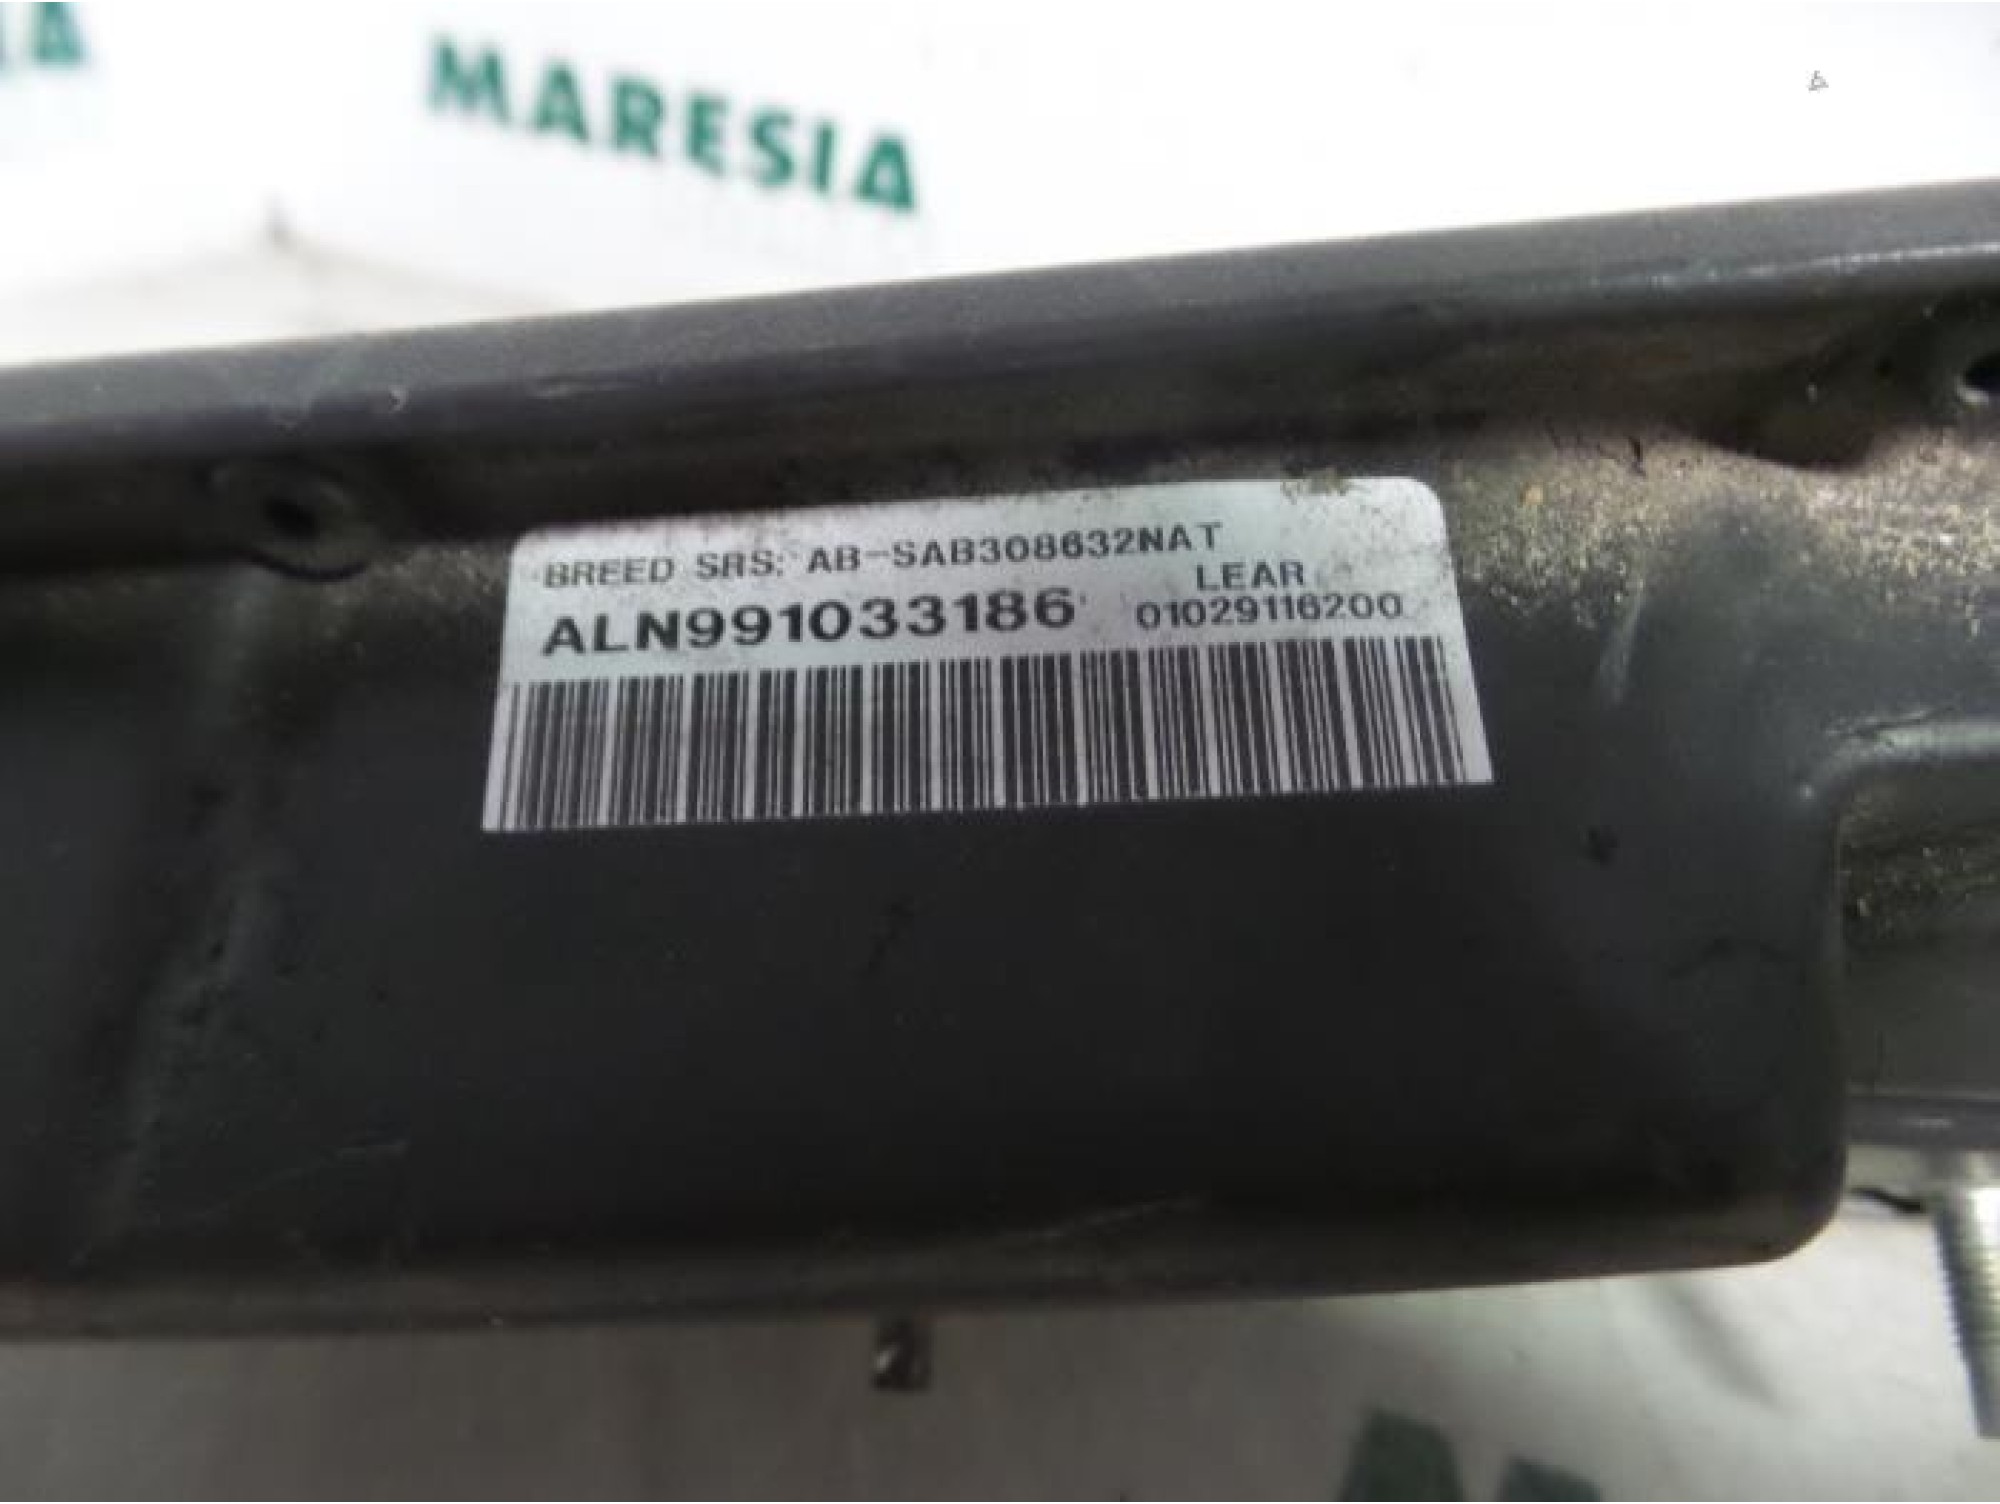 MARESIA
BREED SRS: AB-SAB308632NAT
LEAR
ALN991033186 01029116200